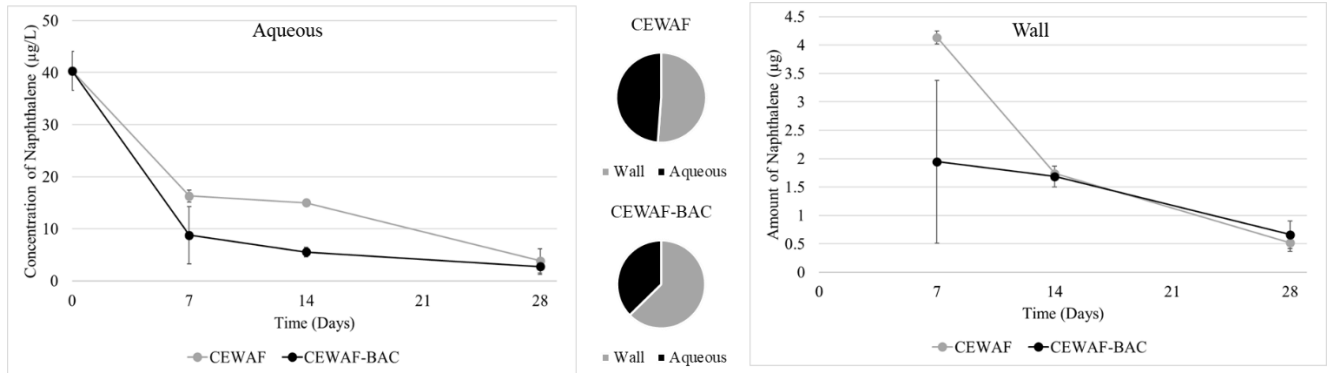 Aqueous
Concentration of Napththalene (µg/L)
50
40
30
20
10
0
0 7 14 21 28
Time (Days)
CEWAF CEWAF-BAC
CEWAF
Wall Aqueous
CEWAF-BAC
Wall Aqueous
Wall
Amount of Naphthalene (µg)
4.5
4
3.5
3
2.5
2
1.5
1
0.5
0
0 7 14 21 28
Time (Days)
CEWAF CEWAF-BAC